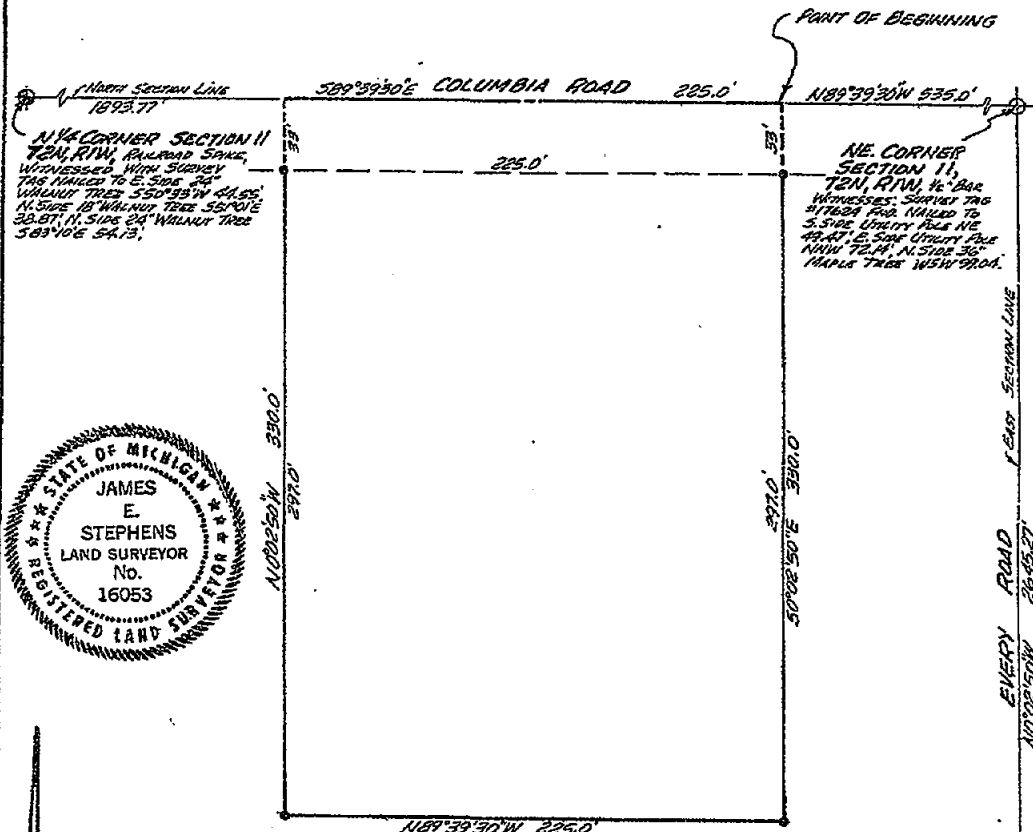 POINT OF BEGINNING
NORTH SECTION LINE
1893.77'
S89°39'30"E COLUMBIA ROAD 225.0'
N89°39'30"W 535.0'
33'
33'
225.0'
N 1/4 CORNER SECTION 11
T2N, R1W, RAILROAD SPIKE,
WITNESSED WITH SURVEY
TAG NAILED TO E. SIDE 24"
WALNUT TREE S50°33'W 44.55'
N. SIDE 18" WALNUT TREE
38.87', N. SIDE 24" WALNUT TREE
S83°10'E 54.13'
NE. CORNER
SECTION 11,
T2N, R1W, 1/2" BAR
WITNESSES: SURVEY TAG
#17624 FND. NAILED TO
S. SIDE UTILITY POLE NE
49.47', E. SIDE UTILITY POLE
NNW 72.14', N. SIDE 36"
MAPLE TREE WSW 99.04.
N0°02'50"W 330.0'
297.0'
297.0'
S0°02'50"E 330.0'
EAST SECTION LINE
EVERY ROAD
N0°02'50"W 2645.27'
STATE OF MICHIGAN
JAMES
E.
STEPHENS
LAND SURVEYOR
No.
16053
REGISTERED LAND SURVEYOR
N89°39'30"W 225.0'